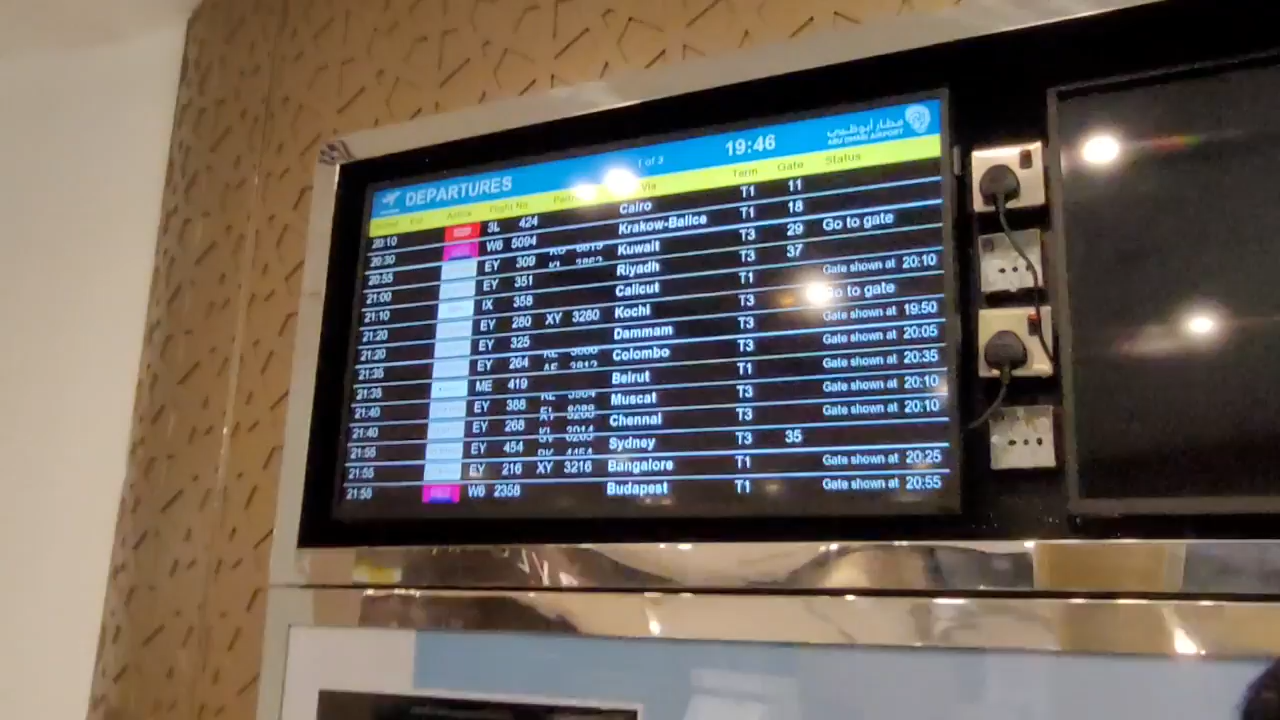 DEPARTURES 1 of 3 19:46 مطار أبوظبي
ABU DHABI AIRPORT
Airline Flight No. Via Term Gate Status
20:10 3L 424 Cairo T1 11
20:30 W6 5094 Krakow-Balice T1 18
20:55 EY 309 Kuwait T3 29 Go to gate
21:00 EY 351 Riyadh T3 37
21:10 IX 358 Calicut T1 Gate shown at 20:10
21:20 EY 280 XY 3280 Kochi T3 Go to gate
21:20 EY 325 Dammam T3 Gate shown at 19:50
21:35 EY 264 Colombo T3 Gate shown at 20:05
21:35 ME 419 Beirut T1 Gate shown at 20:35
21:40 EY 388 Muscat T3 Gate shown at 20:10
21:40 EY 268 Chennai T3 Gate shown at 20:10
21:55 EY 454 Sydney T3 35
21:55 EY 216 XY 3216 Bangalore T1 Gate shown at 20:25
21:55 W6 2358 Budapest T1 Gate shown at 20:55